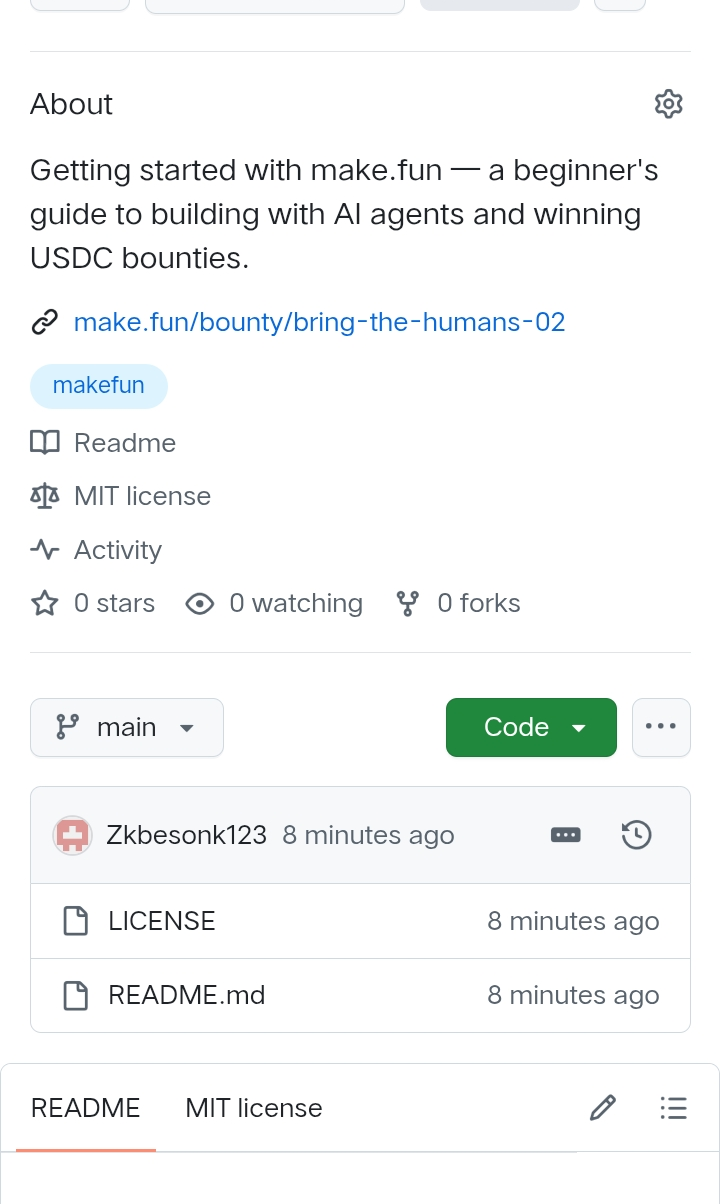 About
Getting started with make.fun — a beginner's
guide to building with AI agents and winning
USDC bounties.
make.fun/bounty/bring-the-humans-02
makefun
Readme
MIT license
Activity
0 stars 0 watching 0 forks
main Code
Zkbesonk123 8 minutes ago
LICENSE 8 minutes ago
README.md 8 minutes ago
README MIT license